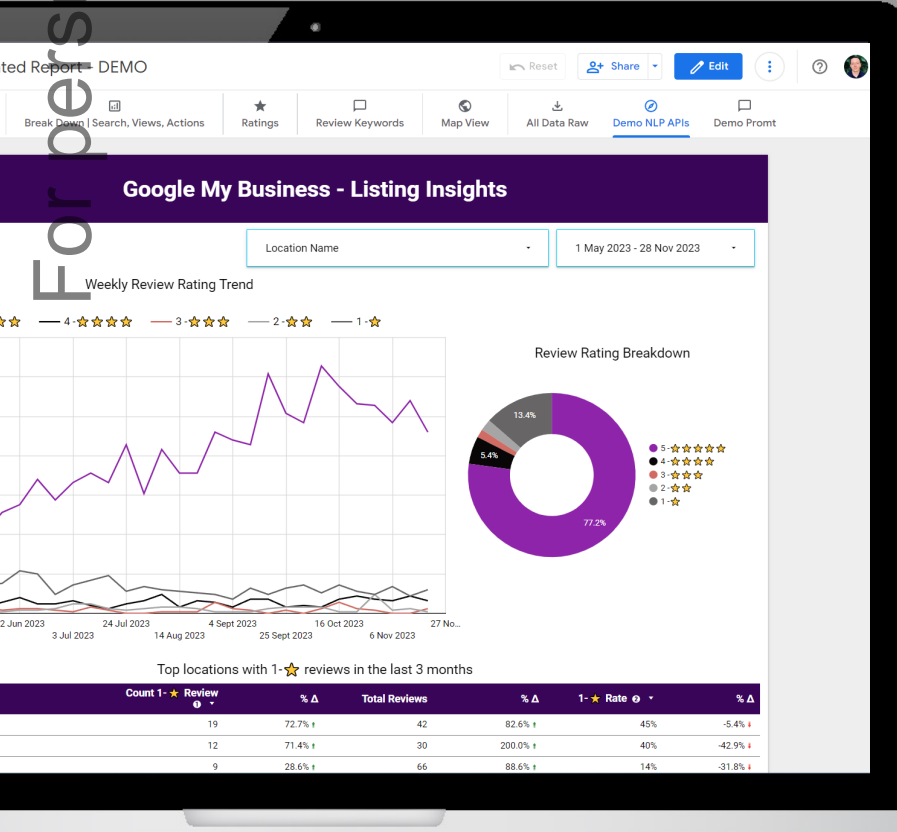 For pers
ted Report - DEMO
Reset
Share
Edit
Break Down | Search, Views, Actions
Ratings
Review Keywords
Map View
All Data Raw
Demo NLP APIs
Demo Promt
Google My Business - Listing Insights
Location Name
1 May 2023 - 28 Nov 2023
Weekly Review Rating Trend
4 -⭐⭐⭐⭐
3 -⭐⭐⭐
2 -⭐⭐
1 -⭐
Review Rating Breakdown
13.4%
5.4%
77.2%
5 -⭐⭐⭐⭐⭐
4 -⭐⭐⭐⭐
3 -⭐⭐⭐
2 -⭐⭐
1 -⭐
2 Jun 2023
3 Jul 2023
24 Jul 2023
14 Aug 2023
4 Sept 2023
25 Sept 2023
16 Oct 2023
6 Nov 2023
27 No...
Top locations with 1-⭐ reviews in the last 3 months
Count 1-⭐ Review % Δ Total Reviews % Δ 1-⭐ Rate % Δ
19 72.7% 42 82.6% 45% -5.4%
12 71.4% 30 200.0% 40% -42.9%
9 28.6% 66 88.6% 14% -31.8%